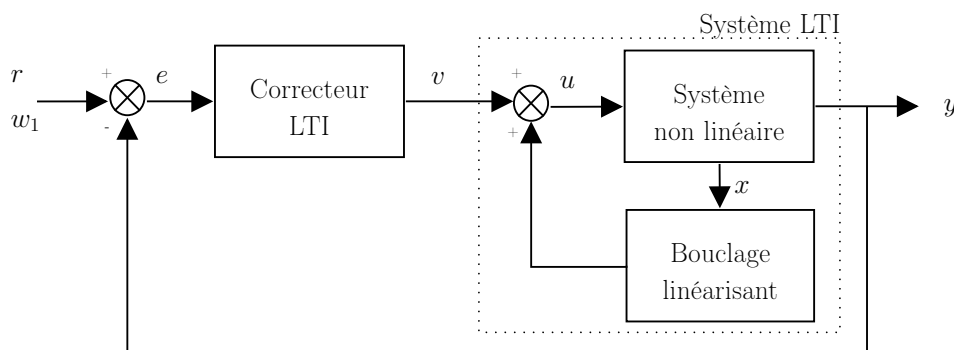 Système LTI
r
w₁
+
-
e
Correcteur
LTI
v
+
+
u
Système
non linéaire
y
x
Bouclage
linéarisant